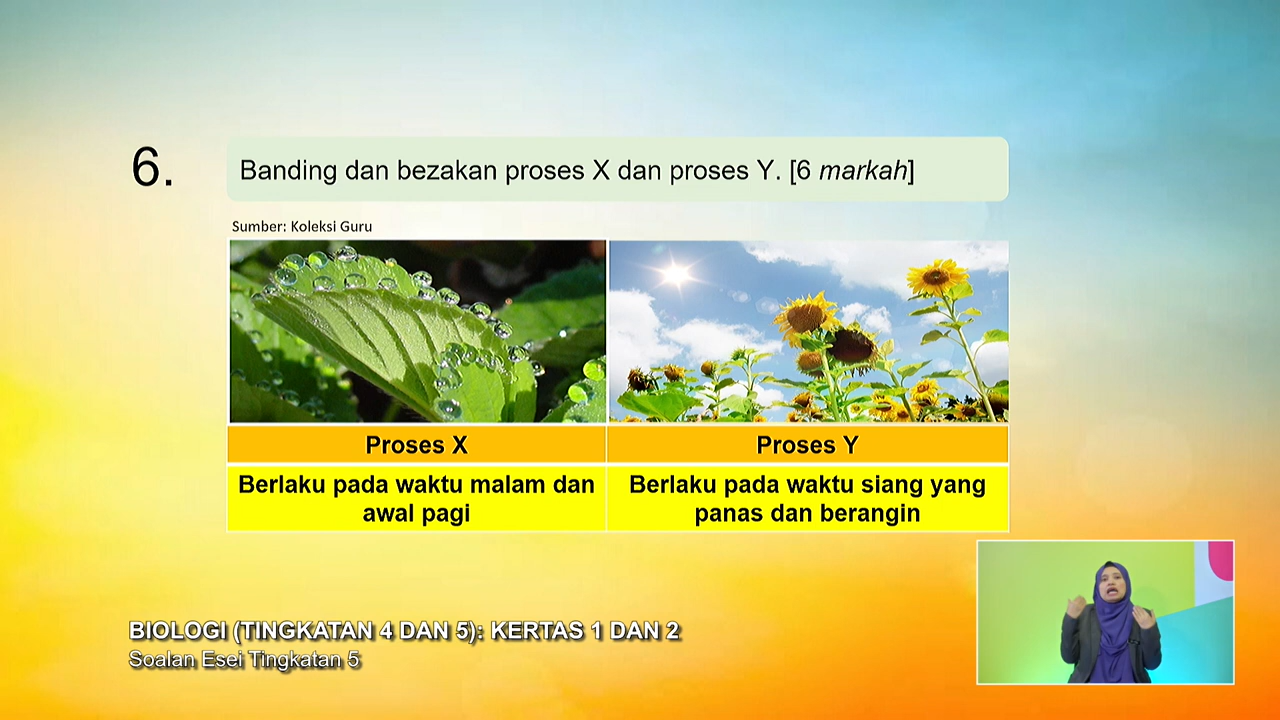 6.
Banding dan bezakan proses X dan proses Y. [6 markah]
Sumber: Koleksi Guru
Proses X
Proses Y
Berlaku pada waktu malam dan
awal pagi
Berlaku pada waktu siang yang
panas dan berangin
BIOLOGI (TINGKATAN 4 DAN 5): KERTAS 1 DAN 2
Soalan Esei Tingkatan 5